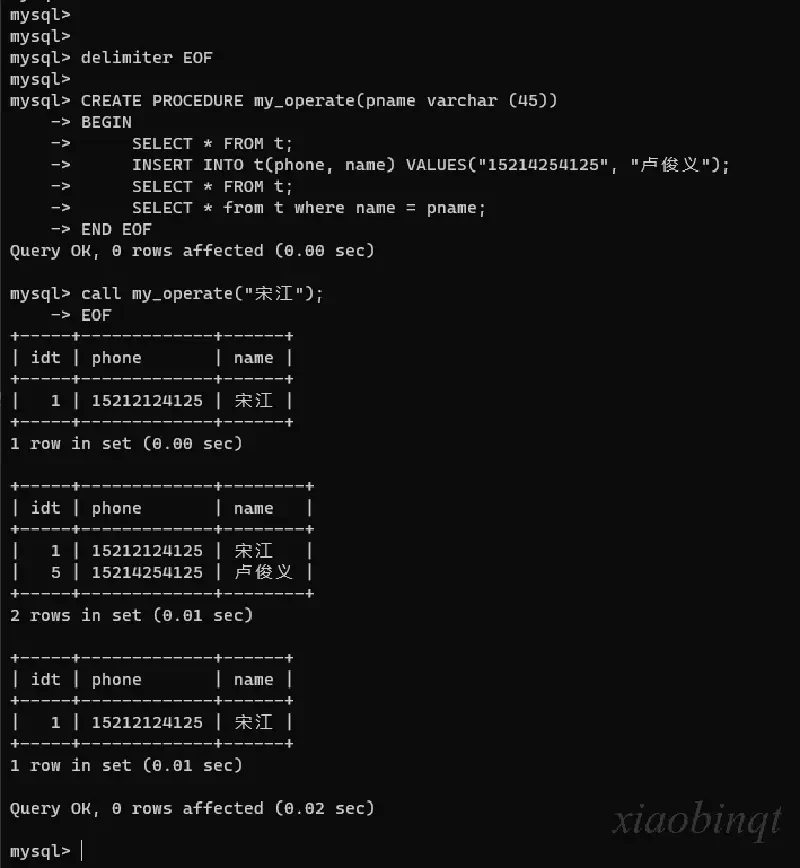 mysql>
mysql>
mysql> delimiter EOF
mysql>
mysql> CREATE PROCEDURE my_operate(pname varchar (45))
    -> BEGIN
    ->      SELECT * FROM t;
    ->      INSERT INTO t(phone, name) VALUES("15214254125", "卢俊义");
    ->      SELECT * FROM t;
    ->      SELECT * from t where name = pname;
    -> END EOF
Query OK, 0 rows affected (0.00 sec)
mysql> call my_operate("宋江");
    -> EOF
+-----+-------------+------+
| idt | phone       | name |
+-----+-------------+------+
|   1 | 15212124125 | 宋江 |
+-----+-------------+------+
1 row in set (0.00 sec)
+-----+-------------+--------+
| idt | phone       | name   |
+-----+-------------+--------+
|   1 | 15212124125 | 宋江   |
|   5 | 15214254125 | 卢俊义 |
+-----+-------------+--------+
2 rows in set (0.01 sec)
+-----+-------------+------+
| idt | phone       | name |
+-----+-------------+------+
|   1 | 15212124125 | 宋江 |
+-----+-------------+------+
1 row in set (0.01 sec)
Query OK, 0 rows affected (0.02 sec)
xiaobinqt
mysql>